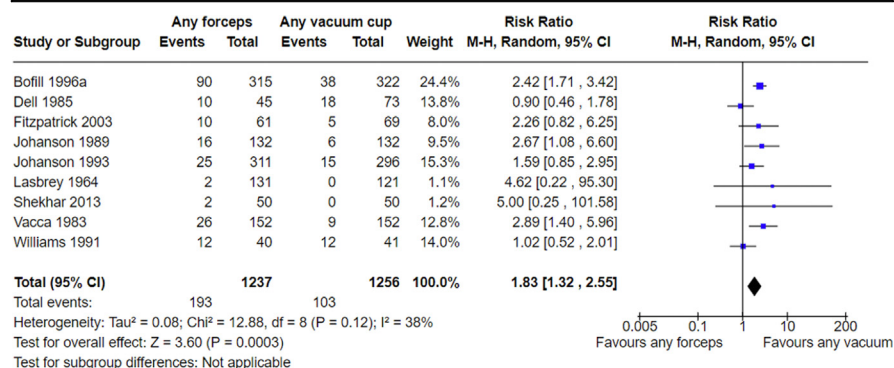 Any forceps Any vacuum cup Risk Ratio Risk Ratio
Study or Subgroup Events Total Events Total Weight M-H, Random, 95% CI M-H, Random, 95% CI
Bofill 1996a 90 315 38 322 24.4% 2.42 [1.71 , 3.42]
Dell 1985 10 45 18 73 13.8% 0.90 [0.46 , 1.78]
Fitzpatrick 2003 10 61 5 69 8.0% 2.26 [0.82 , 6.25]
Johanson 1989 16 132 6 132 9.5% 2.67 [1.08 , 6.60]
Johanson 1993 25 311 15 296 15.3% 1.59 [0.85 , 2.95]
Lasbrey 1964 2 131 0 121 1.1% 4.62 [0.22 , 95.30]
Shekhar 2013 2 50 0 50 1.2% 5.00 [0.25 , 101.58]
Vacca 1983 26 152 9 152 12.8% 2.89 [1.40 , 5.96]
Williams 1991 12 40 12 41 14.0% 1.02 [0.52 , 2.01]
Total (95% CI) 1237 1256 100.0% 1.83 [1.32 , 2.55]
Total events: 193 103
Heterogeneity: Tau² = 0.08; Chi² = 12.88, df = 8 (P = 0.12); I² = 38%
Test for overall effect: Z = 3.60 (P = 0.0003)
Test for subgroup differences: Not applicable
0.005 0.1 1 10 200
Favours any forceps Favours any vacuum